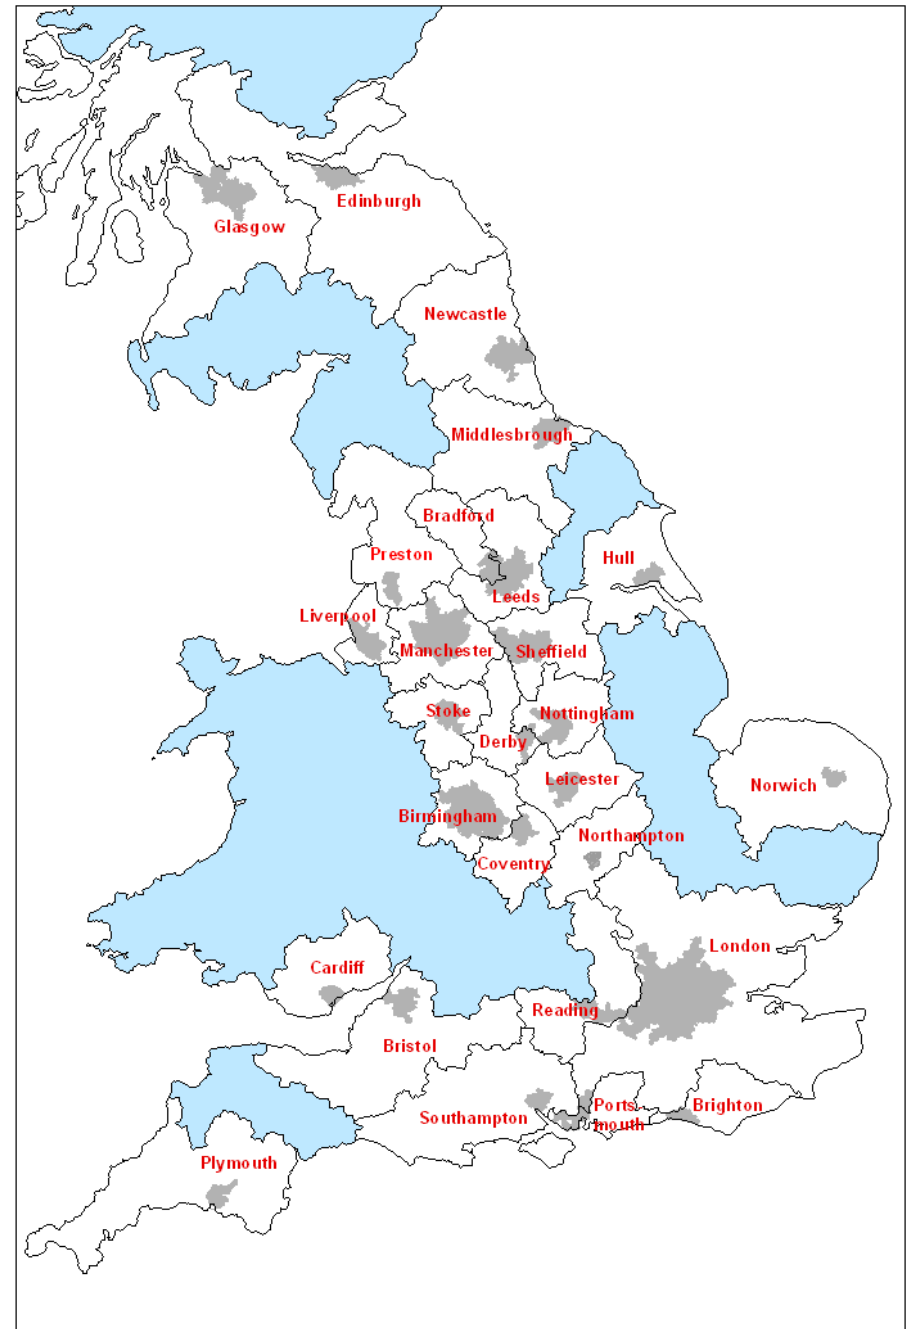 Edinburgh
Glasgow
Newcastle
Middlesbrough
Bradford
Preston
Hull
Leeds
Liverpool
Manchester
Sheffield
Stoke
Nottingham
Derby
Leicester
Norwich
Birmingham
Northampton
Coventry
London
Cardiff
Reading
Bristol
Ports
mouth
Brighton
Southampton
Plymouth